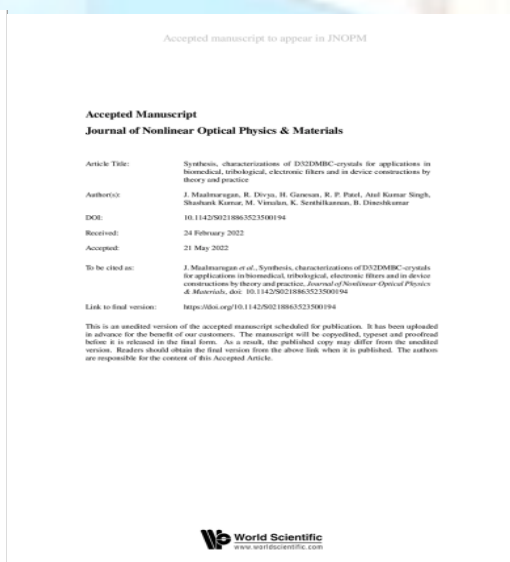 Accepted manuscript to appear in JNOPM
Accepted Manuscript
Journal of Nonlinear Optical Physics & Materials
Article Title: Synthesis, characterizations of D32DMBC-crystals for applications in
biomedical, tribological, electronic filters and in device constructions by
theory and practice
Author(s): J. Maalmarugan, R. Divya, H. Ganesan, R. P. Patel, Atul Kumar Singh,
Shashank Kumar, M. Vimalan, K. Senthilkannan, B. Dineshkumar
DOI: 10.1142/S0218863523500194
Received: 24 February 2022
Accepted: 21 May 2022
To be cited as: J. Maalmarugan et al., Synthesis, characterizations of D32DMBC-crystals
for applications in biomedical, tribological, electronic filters and in device
constructions by theory and practice, Journal of Nonlinear Optical Physics
& Materials, doi: 10.1142/S0218863523500194
Link to final version: https://doi.org/10.1142/S0218863523500194
This is an unedited version of the accepted manuscript scheduled for publication. It has been uploaded
in advance for the benefit of our customers. The manuscript will be copyedited, typeset and proofread
before it is released in the final form. As a result, the published copy may differ from the unedited
version. Readers should obtain the final version from the above link when it is published. The authors
are responsible for the content of this Accepted Article.
World Scientific
www.worldscientific.com